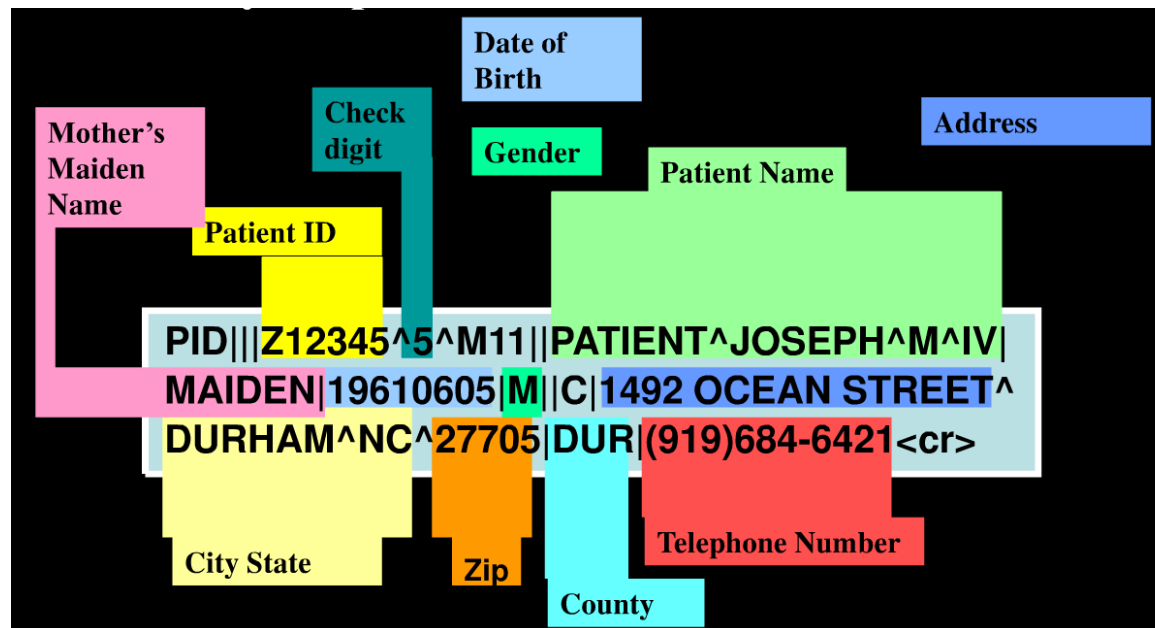 Date of
Birth
Address
Check
digit
Mother's
Maiden
Name
Gender
Patient Name
Patient ID
PID|||Z12345^5^M11||PATIENT^JOSEPH^M^IV|
MAIDEN|19610605|M||C|1492 OCEAN STREET^
DURHAM^NC^27705|DUR|(919)684-6421<cr>
City State
Zip
Telephone Number
County